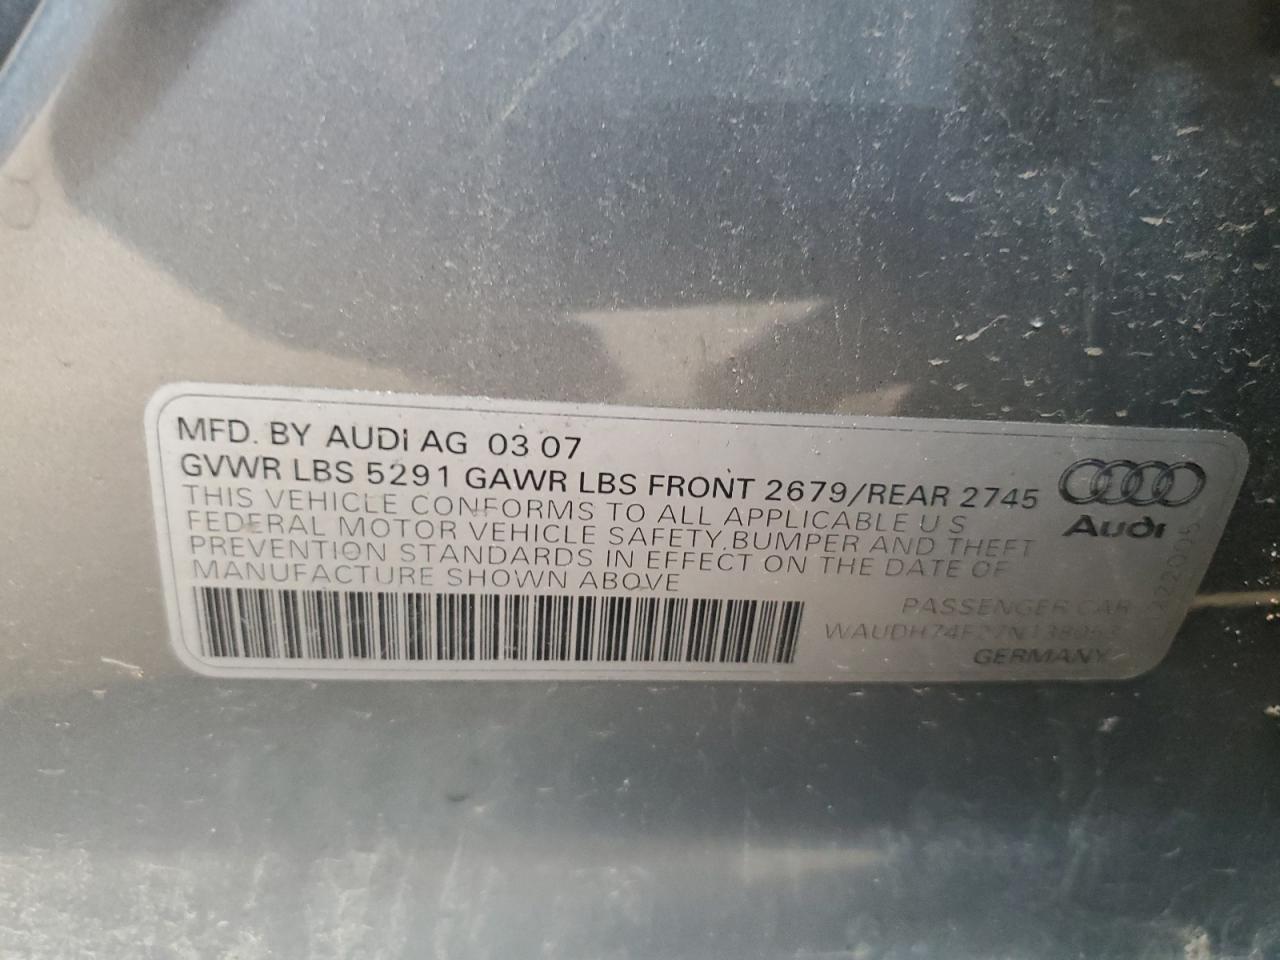 MFD. BY AUDI AG 03 07
GVWR LBS 5291 GAWR LBS FRONT 2679/REAR 2745
THIS VEHICLE CONFORMS TO ALL APPLICABLE U S
FEDERAL MOTOR VEHICLE SAFETY, BUMPER AND THEFT
PREVENTION STANDARDS IN EFFECT ON THE DATE OF
MANUFACTURE SHOWN ABOVE
Audi
PASSENGER CAR
GERMANY